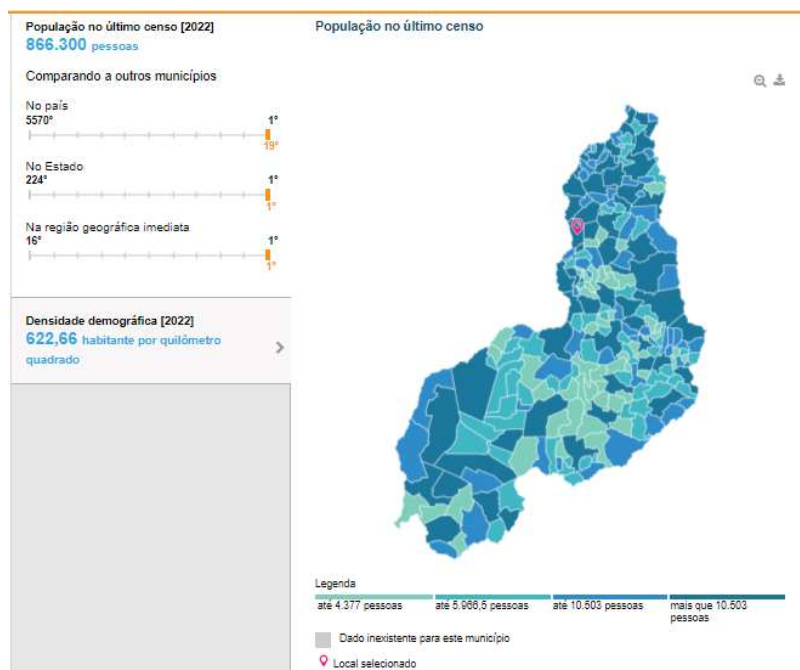 População no último censo [2022]
866.300 pessoas
Comparando a outros municípios
No país
5570° 1°
19°
No Estado
224° 1°
1°
Na região geográfica imediata
16° 1°
1°
Densidade demográfica [2022]
622,66 habitante por quilômetro
quadrado
População no último censo
Legenda
até 4.377 pessoas
até 5.966,5 pessoas
até 10.503 pessoas
mais que 10.503
pessoas
Dado inexistente para este município
Local selecionado